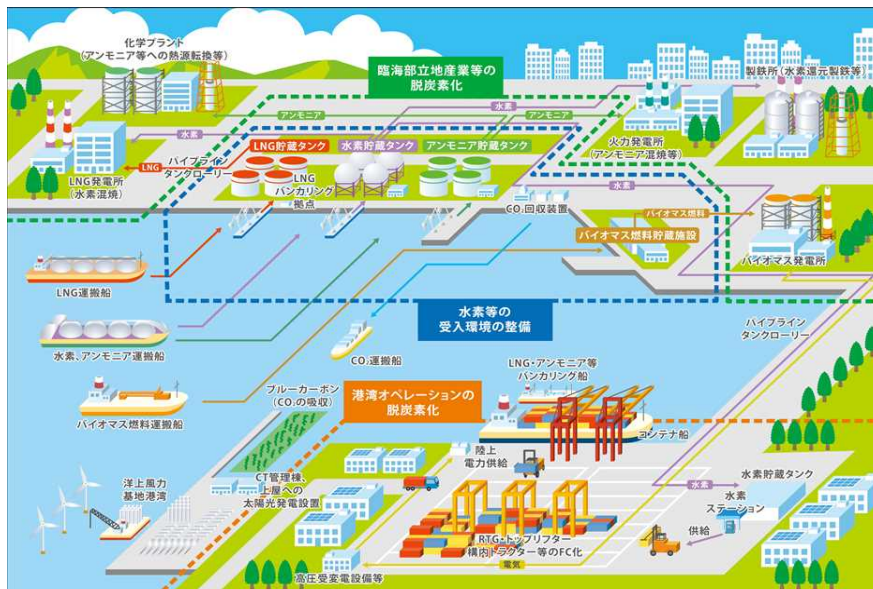 化学プラント
(アンモニア等への熱源転換等)
臨海部立地産業等の
脱炭素化
製鉄所(水素還元製鉄等)
アンモニア
水素
アンモニア
水素
火力発電所
(アンモニア混焼等)
LNG貯蔵タンク
水素貯蔵タンク
アンモニア貯蔵タンク
LNG
パイプライン
タンクローリー
LNG発電所
(水素混焼)
LNG
バンカリング
拠点
CO₂回収装置
水素
バイオマス燃料
バイオマス燃料貯蔵施設
バイオマス発電所
LNG運搬船
水素等の
受入環境の整備
パイプライン
タンクローリー
水素、アンモニア運搬船
CO₂運搬船
LNG・アンモニア等
バンカリング船
バイオマス燃料運搬船
ブルーカーボン
(CO₂の吸収)
港湾オペレーションの
脱炭素化
コンテナ船
陸上
電力供給
洋上風力
基地港湾
CT管理棟、
上屋への
太陽光発電設置
水素
水素貯蔵タンク
水素
ステーション
供給
RTG・トップリフター
構内トラクター等のFC化
電気
高圧受変電設備等